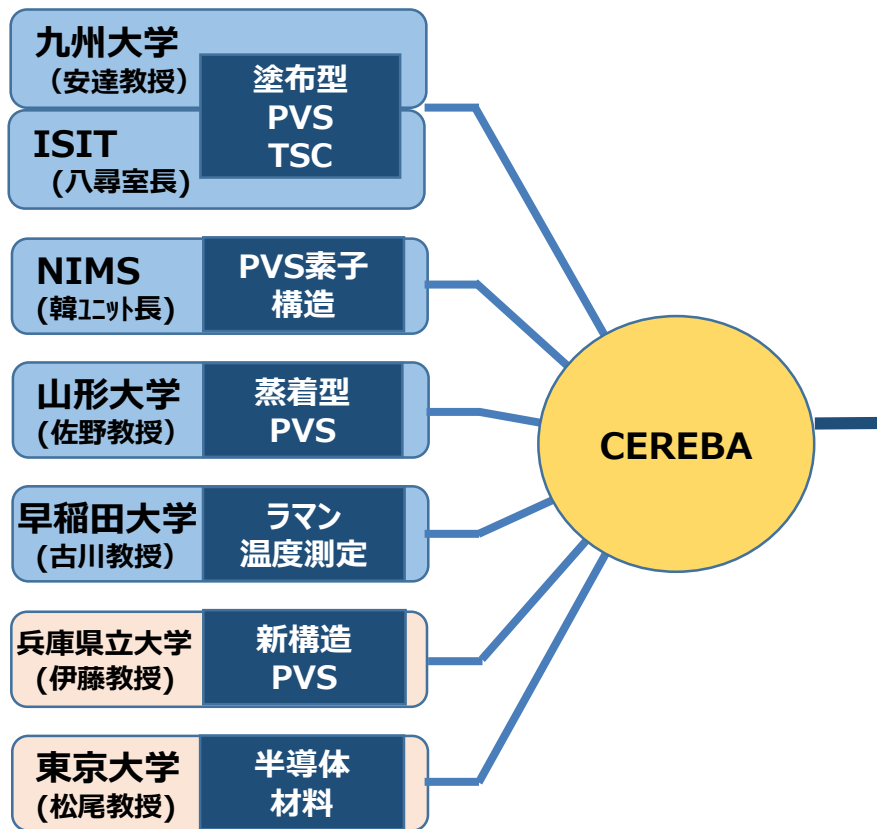 九州大学
（安達教授）
塗布型
PVS
TSC
ISIT
(八尋室長)
NIMS
(韓ﾕﾆｯﾄ長)
PVS素子
構造
山形大学
(佐野教授）
蒸着型
PVS
早稲田大学
(古川教授）
ラマン
温度測定
兵庫県立大学
(伊藤教授)
新構造
PVS
東京大学
(松尾教授)
半導体
材料
CEREBA